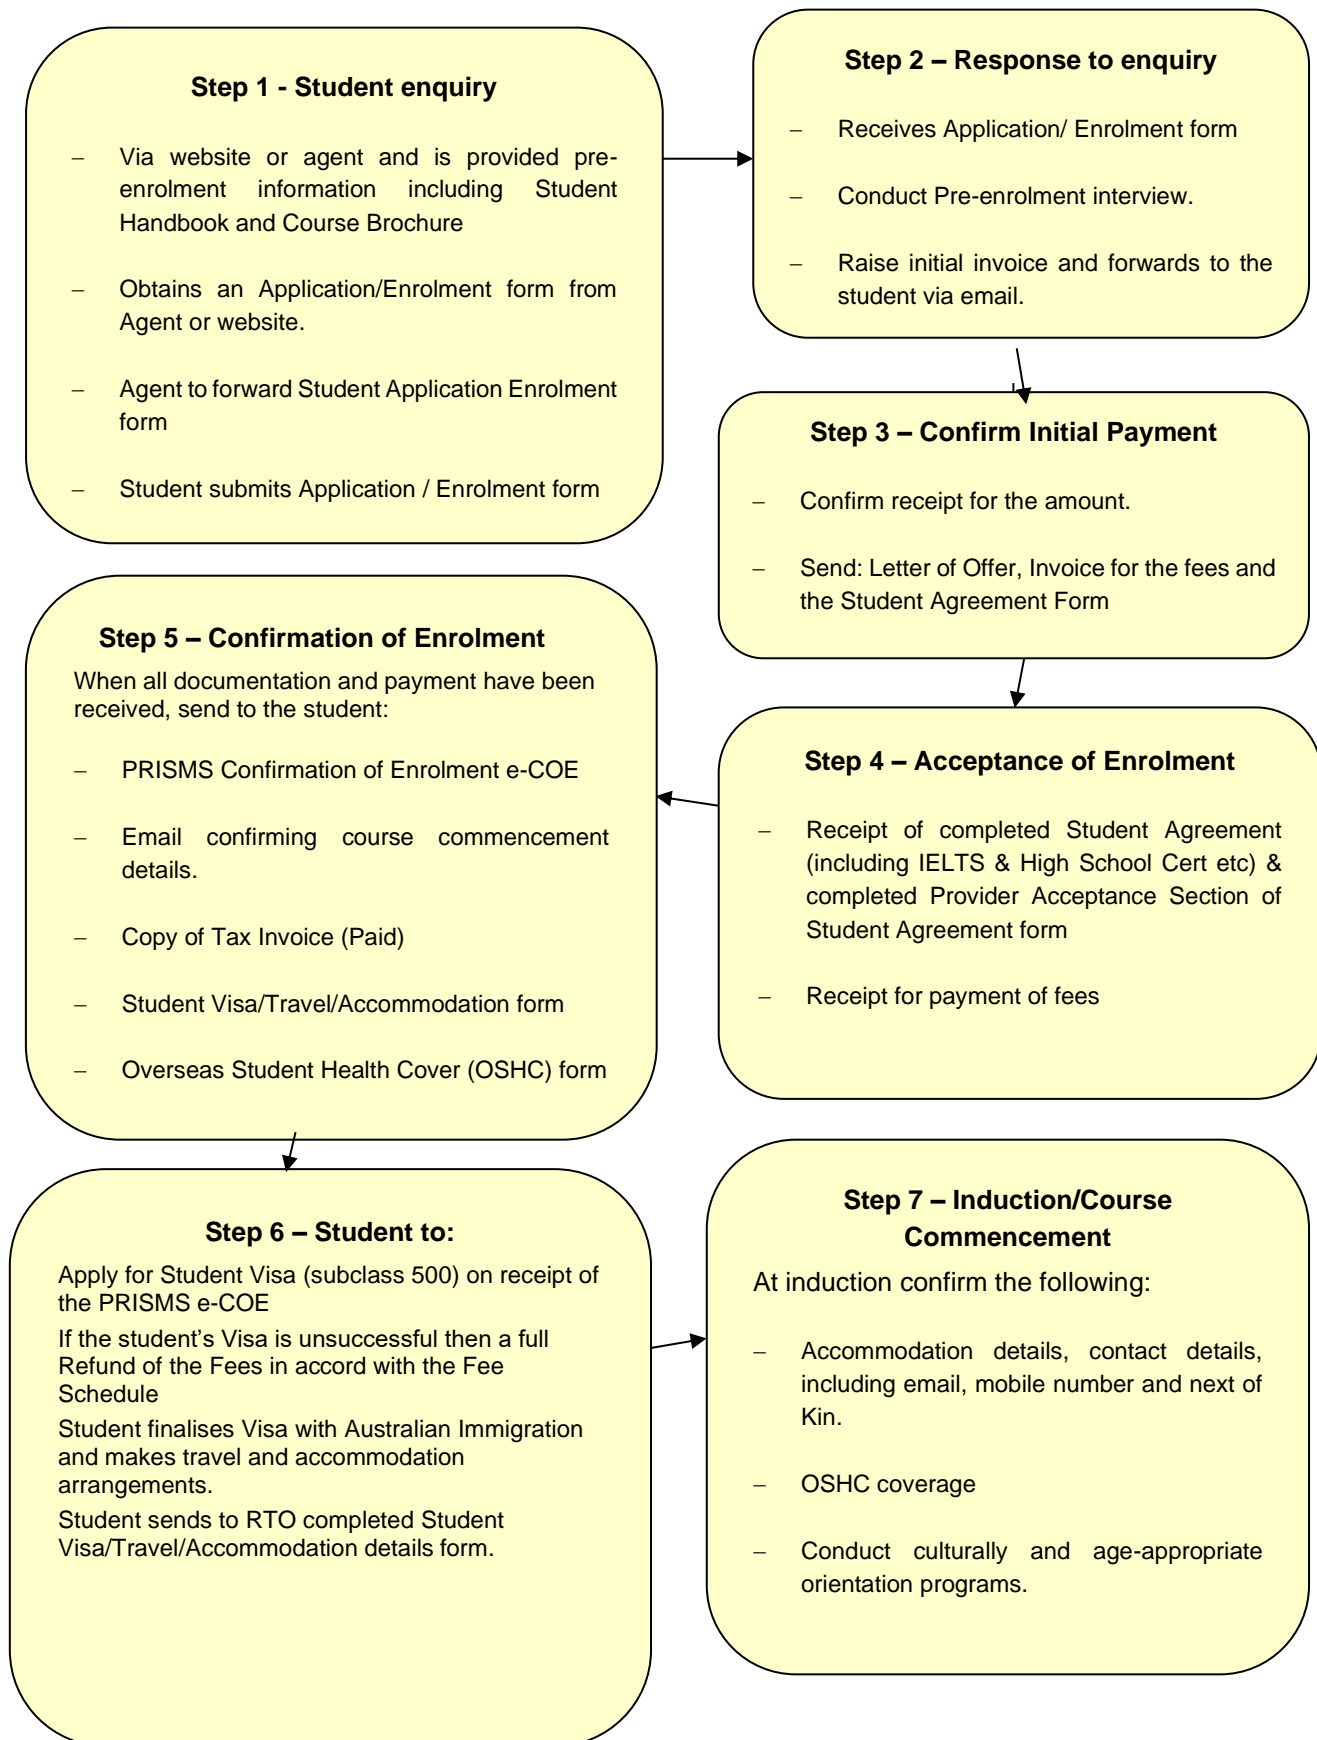 Step 1 - Student enquiry
– Via website or agent and is provided pre-
enrolment information including Student
Handbook and Course Brochure
– Obtains an Application/Enrolment form from
Agent or website.
– Agent to forward Student Application Enrolment
form
– Student submits Application / Enrolment form
Step 2 – Response to enquiry
– Receives Application/ Enrolment form
– Conduct Pre-enrolment interview.
– Raise initial invoice and forwards to the
student via email.
Step 3 – Confirm Initial Payment
– Confirm receipt for the amount.
– Send: Letter of Offer, Invoice for the fees and
the Student Agreement Form
Step 4 – Acceptance of Enrolment
– Receipt of completed Student Agreement
(including IELTS & High School Cert etc) &
completed Provider Acceptance Section of
Student Agreement form
– Receipt for payment of fees
Step 5 – Confirmation of Enrolment
When all documentation and payment have been
received, send to the student:
– PRISMS Confirmation of Enrolment e-COE
– Email confirming course commencement
details.
– Copy of Tax Invoice (Paid)
– Student Visa/Travel/Accommodation form
– Overseas Student Health Cover (OSHC) form
Step 6 – Student to:
Apply for Student Visa (subclass 500) on receipt of
the PRISMS e-COE
If the student’s Visa is unsuccessful then a full
Refund of the Fees in accord with the Fee
Schedule
Student finalises Visa with Australian Immigration
and makes travel and accommodation
arrangements.
Student sends to RTO completed Student
Visa/Travel/Accommodation details form.
Step 7 – Induction/Course
Commencement
At induction confirm the following:
– Accommodation details, contact details,
including email, mobile number and next of
Kin.
– OSHC coverage
– Conduct culturally and age-appropriate
orientation programs.